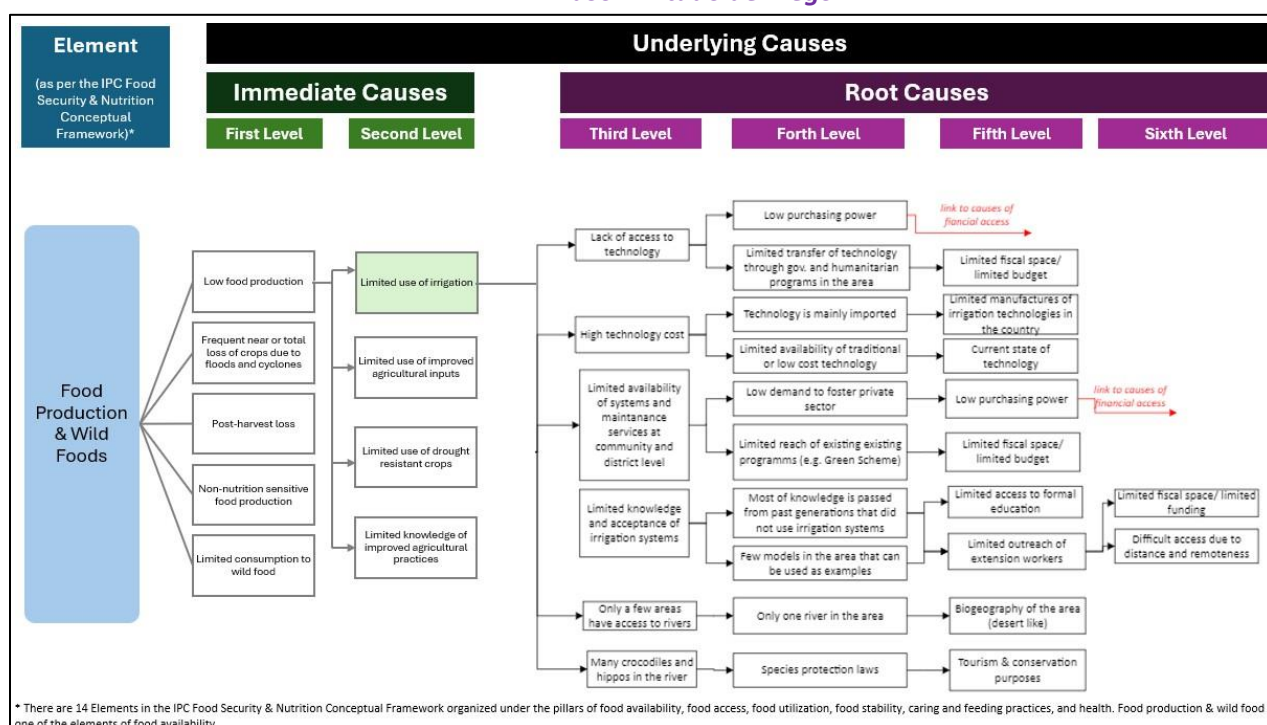 Element
(as per the IPC Food
Security & Nutrition
Conceptual
Framework)*
Underlying Causes
Immediate Causes
Root Causes
First Level
Second Level
Third Level
Forth Level
Fifth Level
Sixth Level
Food
Production
& Wild
Foods
Low food production
Frequent near or total
loss of crops due to
floods and cyclones
Post-harvest loss
Non-nutrition sensitive
food production
Limited consumption to
wild food
Limited use of irrigation
Limited use of improved
agricultural inputs
Limited use of drought
resistant crops
Limited knowledge of
improved agricultural
practices
Lack of access to
technology
High technology cost
Limited availability
of systems and
maintanance
services at
community and
district level
Limited knowledge
and acceptance of
irrigation systems
Only a few areas
have access to rivers
Many crocodiles and
hippos in the river
Low purchasing power
Limited transfer of technology
through gov. and humanitarian
programs in the area
Technology is mainly imported
Limited availability of traditional
or low cost technology
Low demand to foster private
sector
Limited reach of existing existing
programms (e.g. Green Scheme)
Most of knowledge is passed
from past generations that did
not use irrigation systems
Few models in the area that can
be used as examples
Only one river in the area
Species protection laws
link to causes of
fiancial access
Limited fiscal space/
limited budget
Limited manufactures of
irrigation technologies in
the country
Current state of
technology
Low purchasing power
link to causes of
financial access
Limited fiscal space/
limited budget
Limited access to formal
education
Limited outreach of
extension workers
Biogeography of the area
(desert like)
Tourism & conservation
purposes
Limited fiscal space/ limited
funding
Difficult access due to
distance and remoteness
* There are 14 Elements in the IPC Food Security & Nutrition Conceptual Framework organized under the pillars of food availability, food access, food utilization, food stability, caring and feeding practices, and health. Food production & wild food
one of the elements of food availability